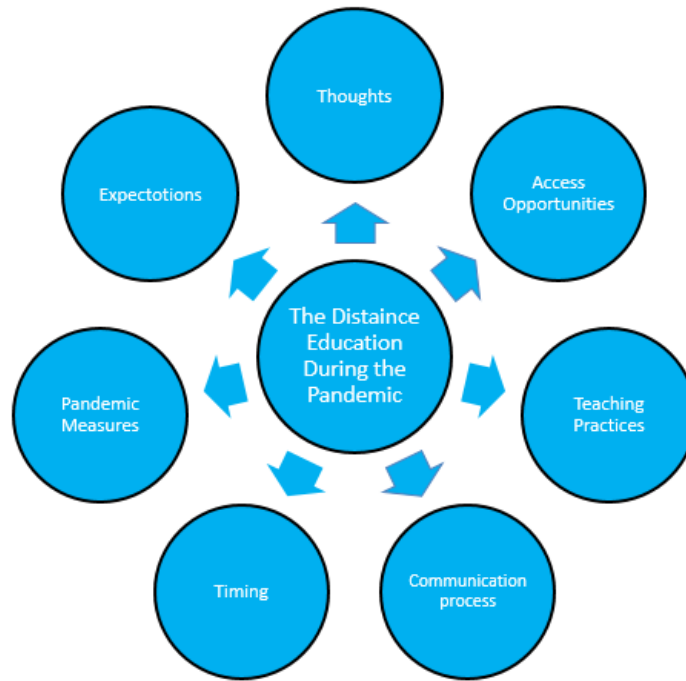 Thoughts
Expectotions
Access
Opportunities
The Distaince
Education
During the
Pandemic
Pandemic
Measures
Teaching
Practices
Timing
Communication
process